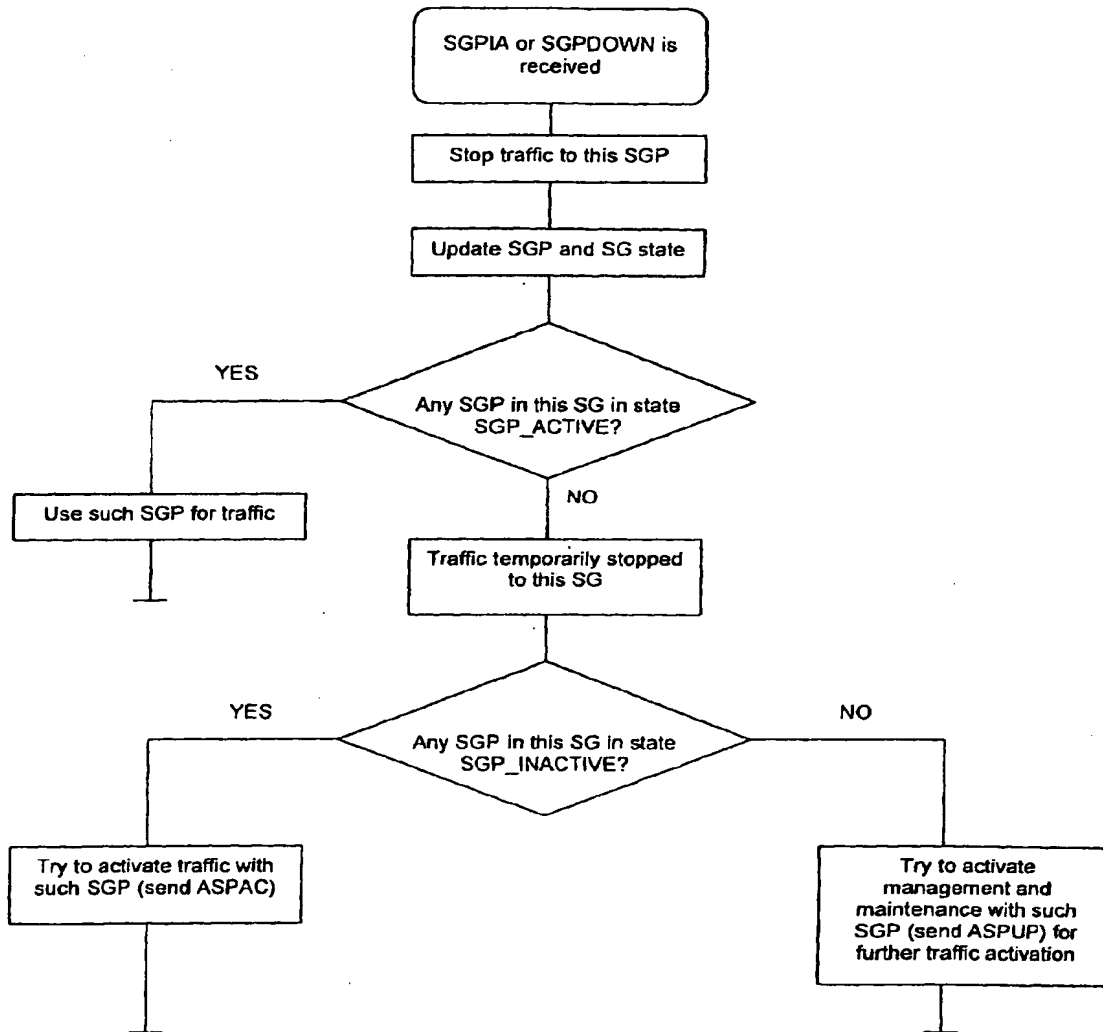 SGPIA or SGPDOWN is
received
Stop traffic to this SGP
Update SGP and SG state
YES
Any SGP in this SG in state
SGP_ACTIVE?
NO
Use such SGP for traffic
Traffic temporarily stopped
to this SG
YES
NO
Any SGP in this SG in state
SGP_INACTIVE?
Try to activate traffic with
such SGP (send ASPAC)
Try to activate
management and
maintenance with such
SGP (send ASPUP) for
further traffic activation